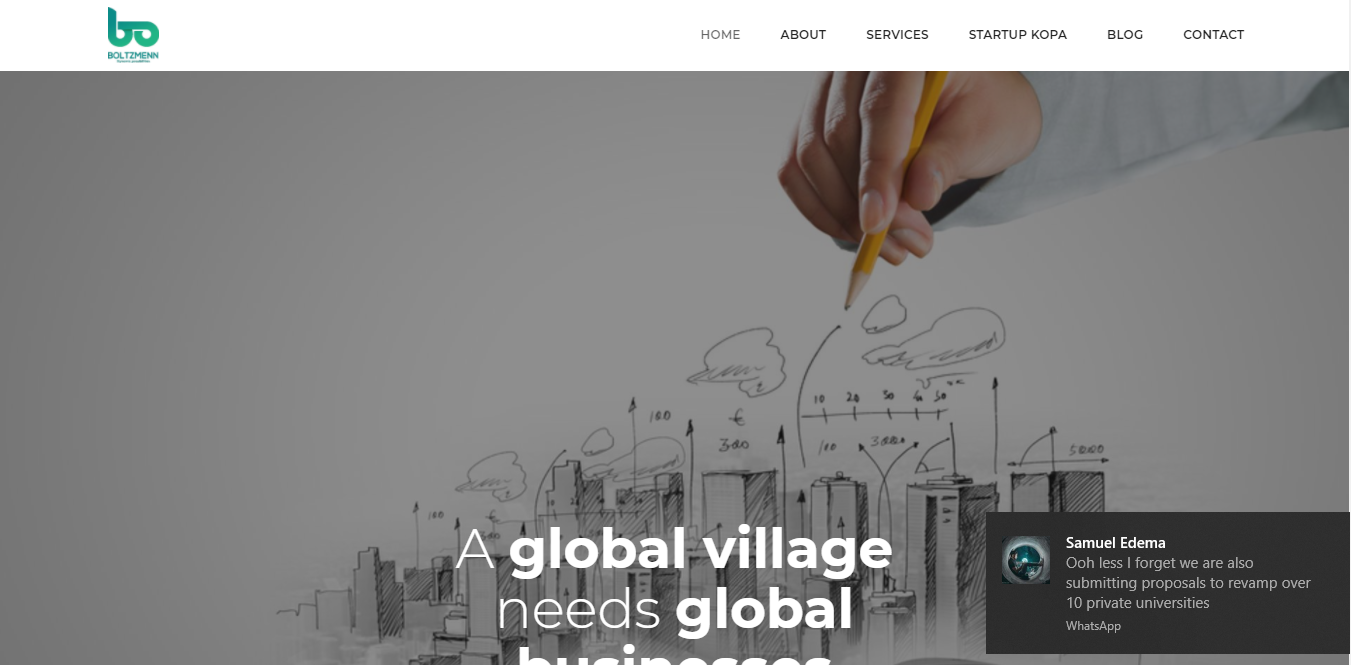 BOLTZMENN
HOME
ABOUT
SERVICES
STARTUP KOPA
BLOG
CONTACT
10 20 30 40 50
100
€
300
100
3000
5000
100
€
A global village
needs global
businesses
Samuel Edema
Ooh less I forget we are also
submitting proposals to revamp over
10 private universities
WhatsApp